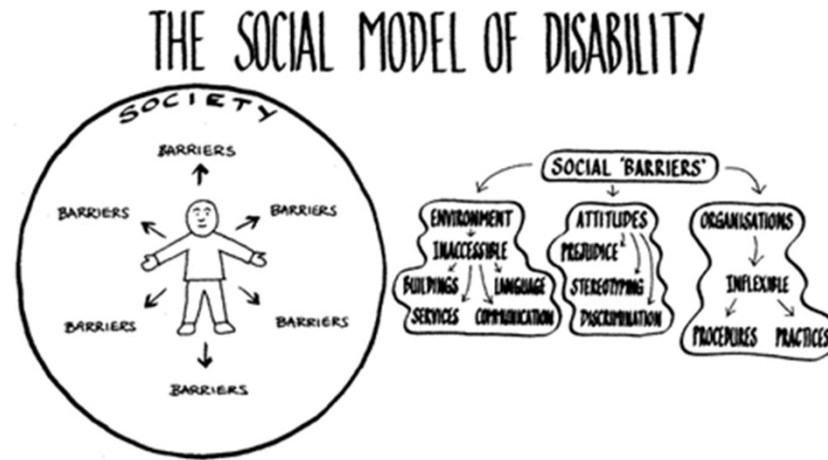 THE SOCIAL MODEL OF DISABILITY
SOCIETY
BARRIERS
BARRIERS
BARRIERS
BARRIERS
BARRIERS
BARRIERS
SOCIAL 'BARRIERS'
ENVIRONMENT
INACCESSIBLE
BUILDINGS LANGUAGE
SERVICES COMMUNICATION
ATTITUDES
PREJUDICE
STEREOTYPING
DISCRIMINATION
ORGANISATIONS
INFLEXIBLE
PROCEDURES PRACTICES